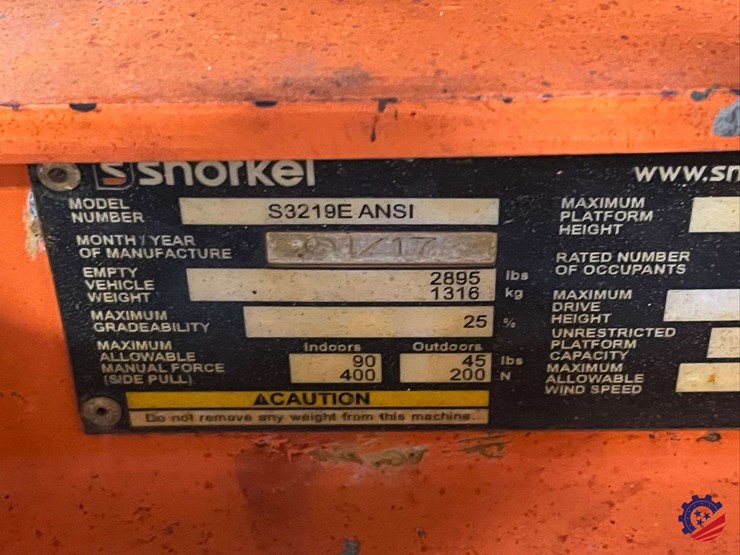 snorkel
www.sn
MODEL
NUMBER
S3219E ANSI
MONTH / YEAR
OF MANUFACTURE
01/17
EMPTY
VEHICLE
WEIGHT
2895 lbs
1316 kg
MAXIMUM
GRADEABILITY
25 %
MAXIMUM
ALLOWABLE
MANUAL FORCE
(SIDE PULL)
Indoors
90
400
Outdoors
45 lbs
200 N
CAUTION
Do not remove any weight from this machine.
MAXIMUM
PLATFORM
HEIGHT
RATED NUMBER
OF OCCUPANTS
MAXIMUM
DRIVE
HEIGHT
UNRESTRICTED
PLATFORM
CAPACITY
MAXIMUM
ALLOWABLE
WIND SPEED